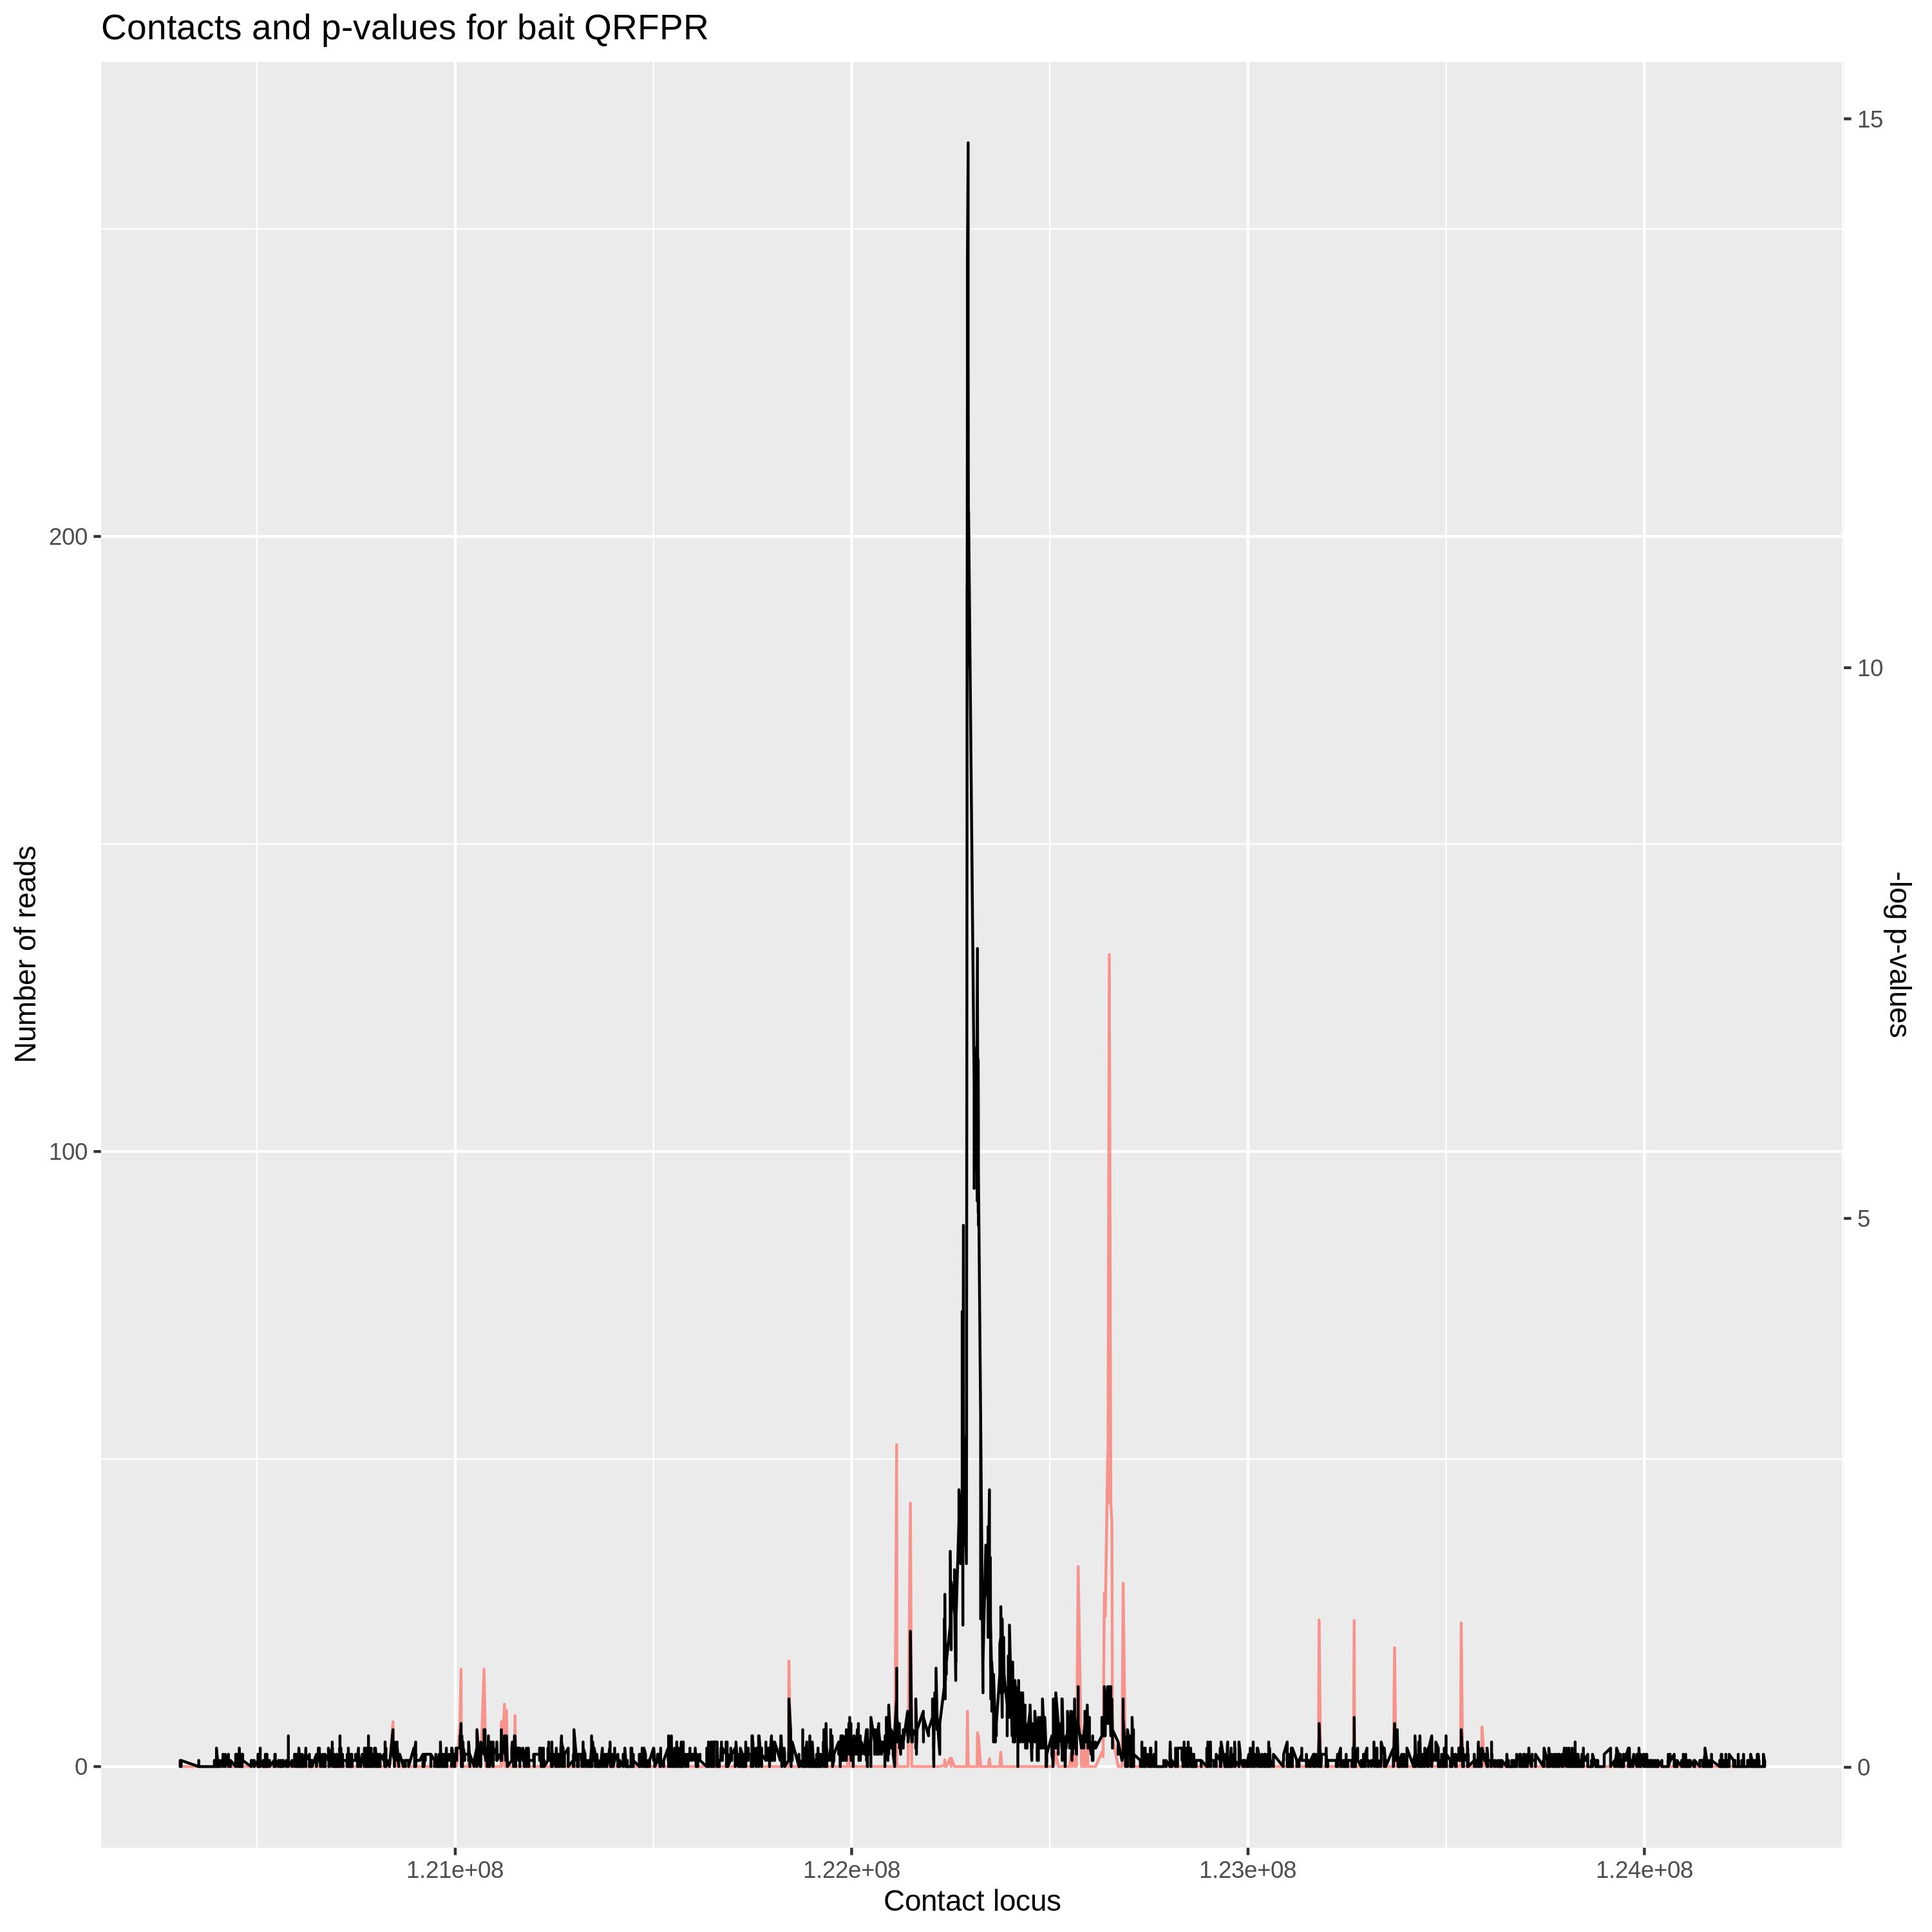 Contacts and p-values for bait QRFPR
Number of reads
200
100
0
15
10
5
0
-log p-values
1.21e+08
1.22e+08
1.23e+08
1.24e+08
Contact locus